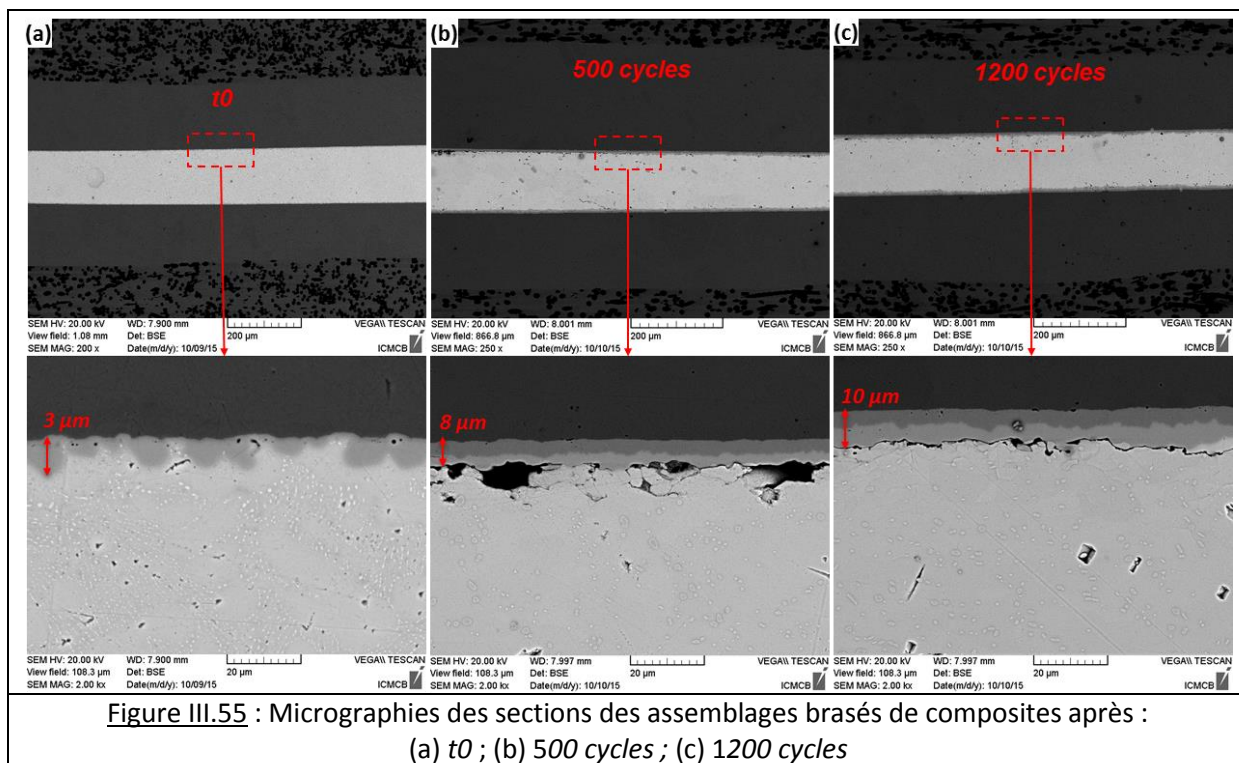 (a)
t0
SEM HV: 20.00 kV WD: 7.900 mm
View field: 1.08 mm Det: BSE 200 µm
SEM MAG: 200 x Date(m/d/y): 10/09/15
VEGA\\ TESCAN
ICMCB
(b)
500 cycles
SEM HV: 20.00 kV WD: 8.001 mm
View field: 866.8 µm Det: BSE 200 µm
SEM MAG: 250 x Date(m/d/y): 10/10/15
VEGA\\ TESCAN
ICMCB
(c)
1200 cycles
SEM HV: 20.00 kV WD: 8.001 mm
View field: 866.8 µm Det: BSE 200 µm
SEM MAG: 250 x Date(m/d/y): 10/10/15
VEGA\\ TESCAN
ICMCB
3 µm
SEM HV: 20.00 kV WD: 7.900 mm
View field: 108.3 µm Det: BSE 20 µm
SEM MAG: 2.00 kx Date(m/d/y): 10/09/15
VEGA\\ TESCAN
ICMCB
8 µm
SEM HV: 20.00 kV WD: 7.997 mm
View field: 108.3 µm Det: BSE 20 µm
SEM MAG: 2.00 kx Date(m/d/y): 10/10/15
VEGA\\ TESCAN
ICMCB
10 µm
SEM HV: 20.00 kV WD: 7.997 mm
View field: 108.3 µm Det: BSE 20 µm
SEM MAG: 2.00 kx Date(m/d/y): 10/10/15
VEGA\\ TESCAN
ICMCB
Figure III.55 : Micrographies des sections des assemblages brasés de composites après :
(a) t0 ; (b) 500 cycles ; (c) 1200 cycles